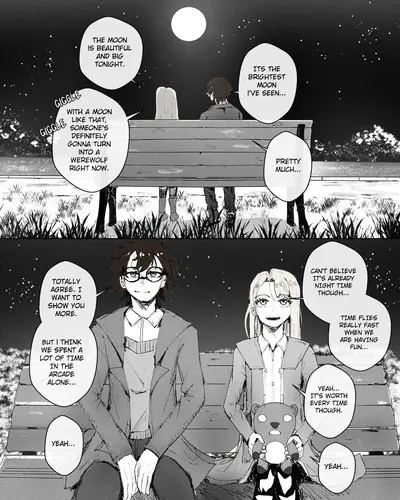 THE MOON
IS BEAUTIFUL
AND BIG
TONIGHT.
ITS THE
BRIGHTEST
MOON
I'VE SEEN...
GIGGLE
GIGGLE
WITH A MOON
LIKE THAT,
SOMEONE'S
DEFINITELY
GONNA TURN
INTO A
WEREWOLF
RIGHT NOW.
PRETTY
MUCH...
CAN'T BELIEVE
IT'S ALREADY
NIGHT TIME
THOUGH...
TIME FLIES
REALLY FAST
WHEN WE
ARE HAVING
FUN...
TOTALLY
AGREE. I
WANT TO
SHOW YOU
MORE.
BUT I THINK
WE SPENT
A LOT OF
TIME IN
THE
ARCADE
ALONE...
YEAH...
IT'S WORTH
EVERY TIME
THOUGH.
YEAH...
YEAH...